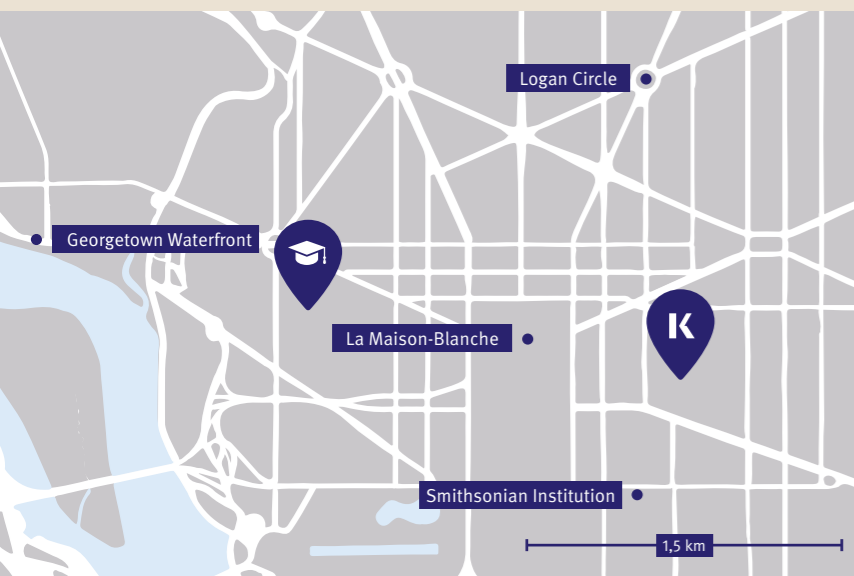 Logan Circle
Georgetown Waterfront
K
La Maison-Blanche
Smithsonian Institution
1,5 km